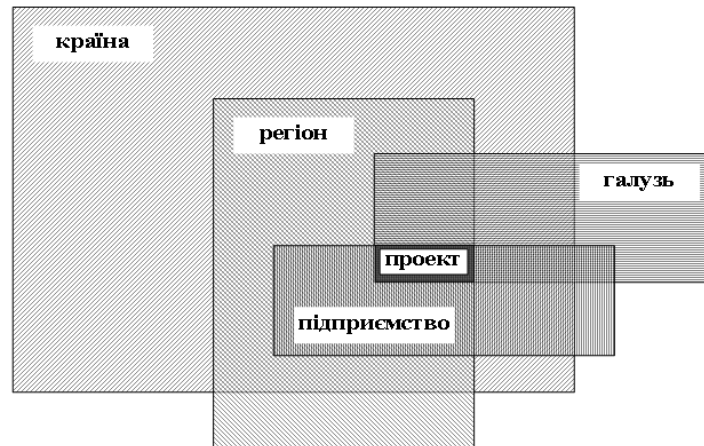 країна
регіон
галузь
проект
підприємство